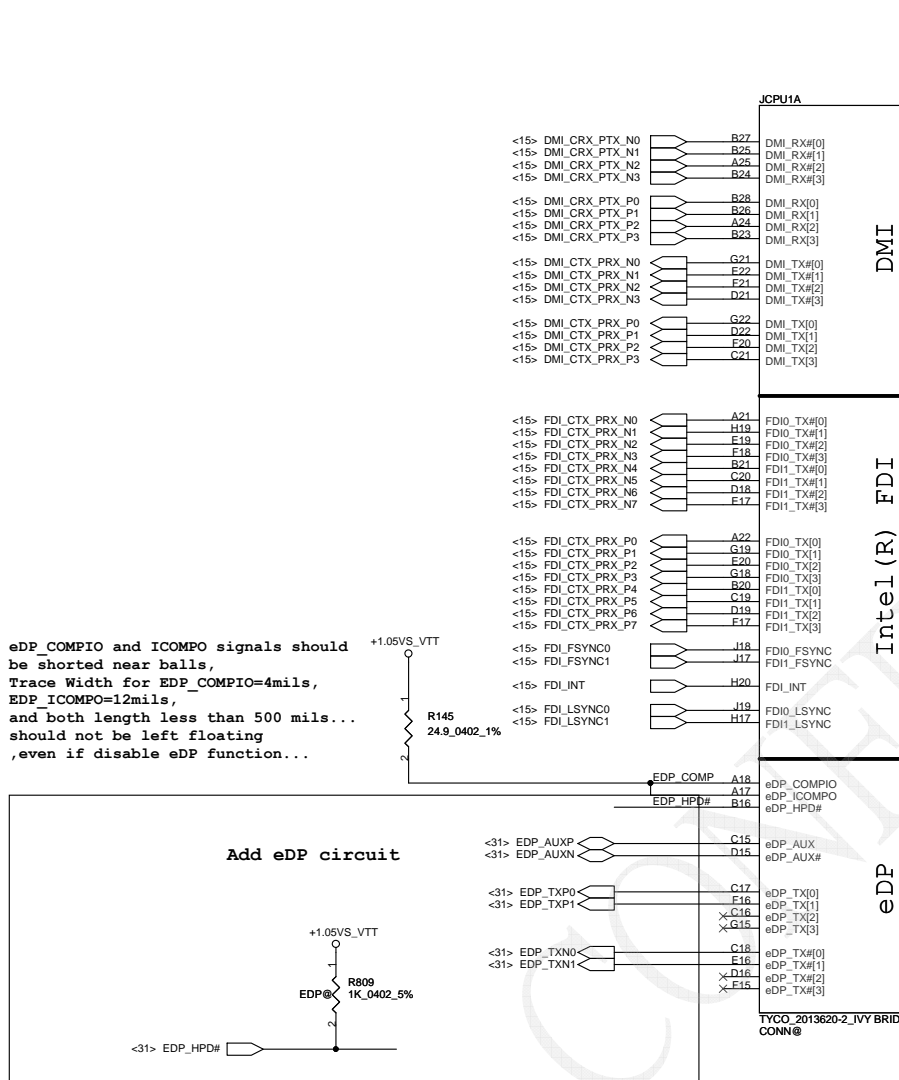 JCPU1A
<15> DMI_CRX_PTX_N0 B27 DMI_RX#[0]
<15> DMI_CRX_PTX_N1 B25 DMI_RX#[1]
<15> DMI_CRX_PTX_N2 A25 DMI_RX#[2]
<15> DMI_CRX_PTX_N3 B24 DMI_RX#[3]
<15> DMI_CRX_PTX_P0 B28 DMI_RX[0]
<15> DMI_CRX_PTX_P1 B26 DMI_RX[1]
<15> DMI_CRX_PTX_P2 A24 DMI_RX[2]
<15> DMI_CRX_PTX_P3 B23 DMI_RX[3]
DMI
<15> DMI_CTX_PRX_N0 G21 DMI_TX#[0]
<15> DMI_CTX_PRX_N1 E22 DMI_TX#[1]
<15> DMI_CTX_PRX_N2 F21 DMI_TX#[2]
<15> DMI_CTX_PRX_N3 D21 DMI_TX#[3]
<15> DMI_CTX_PRX_P0 G22 DMI_TX[0]
<15> DMI_CTX_PRX_P1 D22 DMI_TX[1]
<15> DMI_CTX_PRX_P2 F20 DMI_TX[2]
<15> DMI_CTX_PRX_P3 C21 DMI_TX[3]
<15> FDI_CTX_PRX_N0 A21 FDI0_TX#[0]
<15> FDI_CTX_PRX_N1 H19 FDI0_TX#[1]
<15> FDI_CTX_PRX_N2 E19 FDI0_TX#[2]
<15> FDI_CTX_PRX_N3 F18 FDI0_TX#[3]
<15> FDI_CTX_PRX_N4 B21 FDI1_TX#[0]
<15> FDI_CTX_PRX_N5 C20 FDI1_TX#[1]
<15> FDI_CTX_PRX_N6 D18 FDI1_TX#[2]
<15> FDI_CTX_PRX_N7 E17 FDI1_TX#[3]
Intel(R) FDI
<15> FDI_CTX_PRX_P0 A22 FDI0_TX[0]
<15> FDI_CTX_PRX_P1 G19 FDI0_TX[1]
<15> FDI_CTX_PRX_P2 E20 FDI0_TX[2]
<15> FDI_CTX_PRX_P3 G18 FDI0_TX[3]
<15> FDI_CTX_PRX_P4 B20 FDI1_TX[0]
<15> FDI_CTX_PRX_P5 C19 FDI1_TX[1]
<15> FDI_CTX_PRX_P6 D19 FDI1_TX[2]
<15> FDI_CTX_PRX_P7 F17 FDI1_TX[3]
<15> FDI_FSYNC0 J18 FDI0_FSYNC
<15> FDI_FSYNC1 J17 FDI1_FSYNC
<15> FDI_INT H20 FDI_INT
<15> FDI_LSYNC0 J19 FDI0_LSYNC
<15> FDI_LSYNC1 H17 FDI1_LSYNC
eDP_COMPIO and ICOMPO signals should
be shorted near balls,
Trace Width for EDP_COMPIO=4mils,
EDP_ICOMPO=12mils,
and both length less than 500 mils...
should not be left floating
,even if disable eDP function...
+1.05VS_VTT
1
R145
24.9_0402_1%
2
EDP_COMP A18 eDP_COMPIO
A17 eDP_ICOMPO
EDP_HPD# B16 eDP_HPD#
<31> EDP_AUXP C15 eDP_AUX
<31> EDP_AUXN D15 eDP_AUX#
eDP
<31> EDP_TXP0 C17 eDP_TX[0]
<31> EDP_TXP1 F16 eDP_TX[1]
C16 eDP_TX[2]
G15 eDP_TX[3]
<31> EDP_TXN0 C18 eDP_TX#[0]
<31> EDP_TXN1 E16 eDP_TX#[1]
D16 eDP_TX#[2]
F15 eDP_TX#[3]
TYCO_2013620-2_IVY BRID
CONN@
Add eDP circuit
+1.05VS_VTT
1
R809
EDP@ 1K_0402_5%
2
<31> EDP_HPD#
CONF